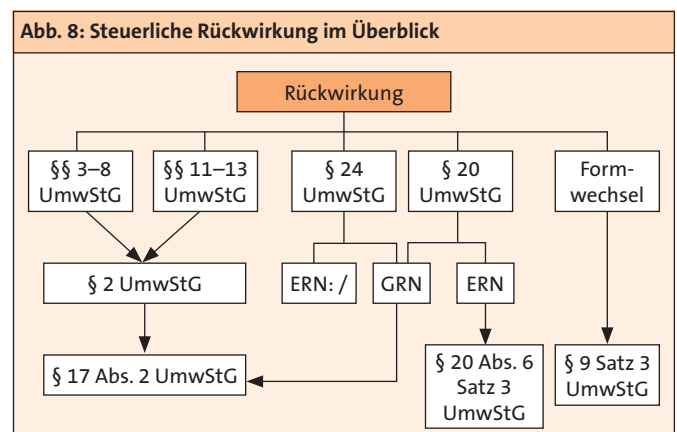 Abb. 8: Steuerliche Rückwirkung im Überblick
Rückwirkung
§§ 3–8
UmwStG
§§ 11–13
UmwStG
§ 24
UmwStG
§ 20
UmwStG
Form-
wechsel
§ 2 UmwStG
ERN: /
GRN
ERN
§ 17 Abs. 2 UmwStG
§ 20 Abs. 6
Satz 3
UmwStG
§ 9 Satz 3
UmwStG